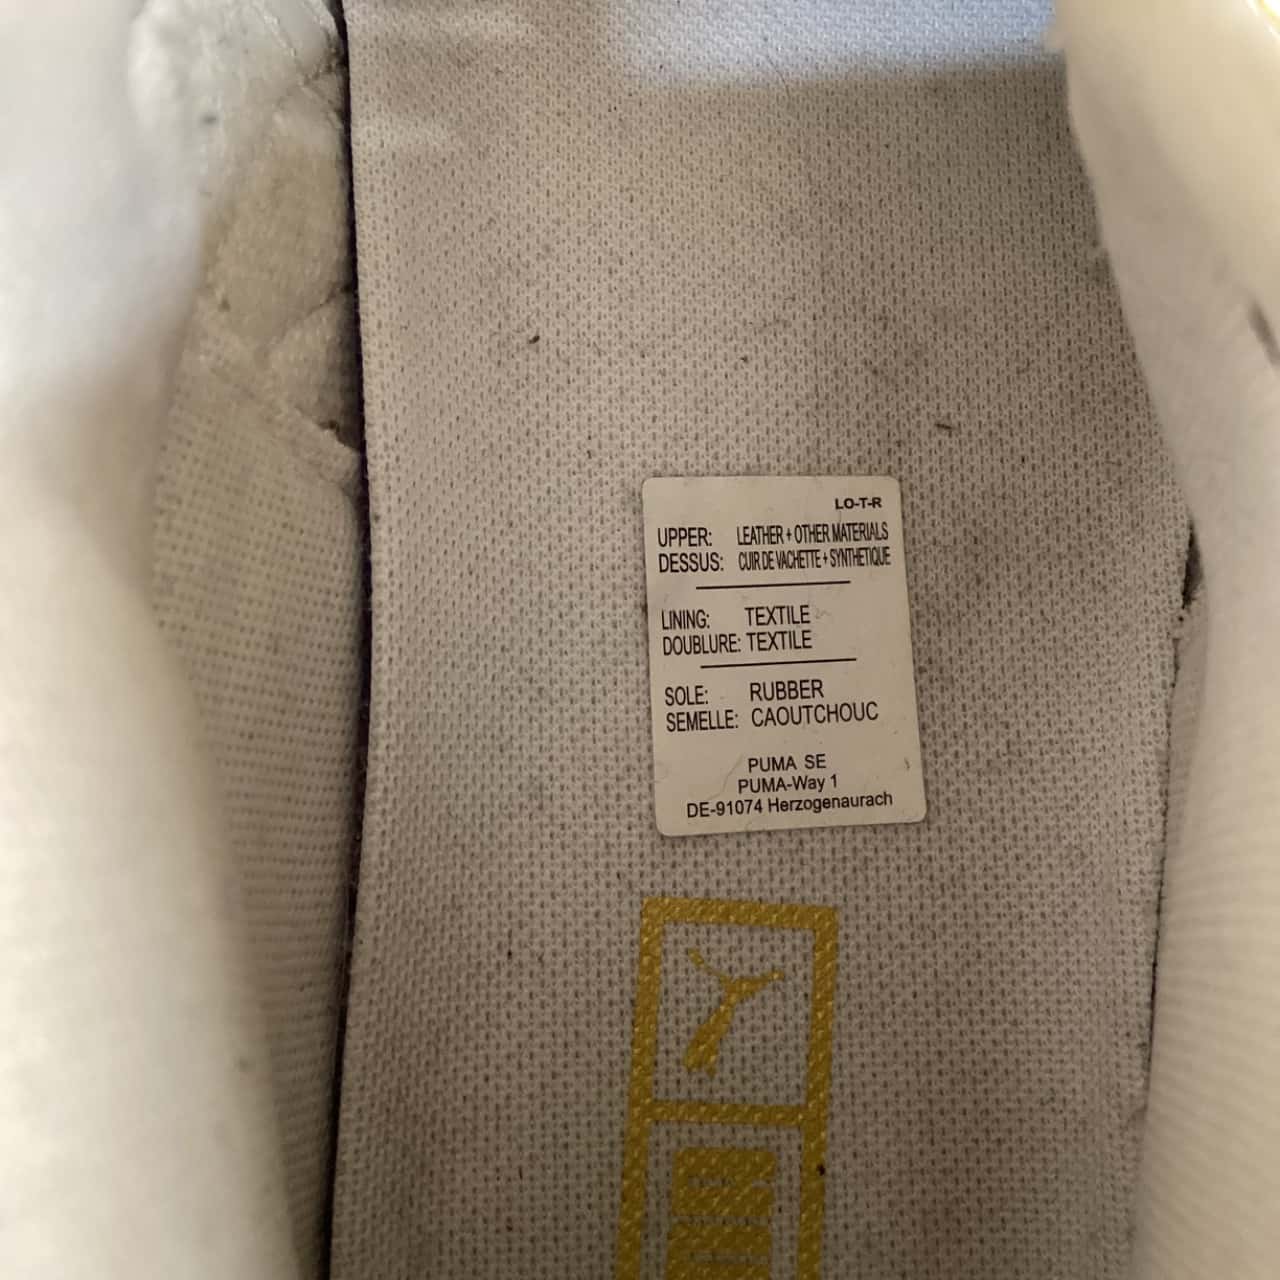 LO-T-R
UPPER: LEATHER + OTHER MATERIALS
DESSUS: CUIR DE VACHETTE + SYNTHETIQUE
LINING: TEXTILE
DOUBLURE: TEXTILE
SOLE: RUBBER
SEMELLE: CAOUTCHOUC
PUMA SE
PUMA-Way 1
DE-91074 Herzogenaurach